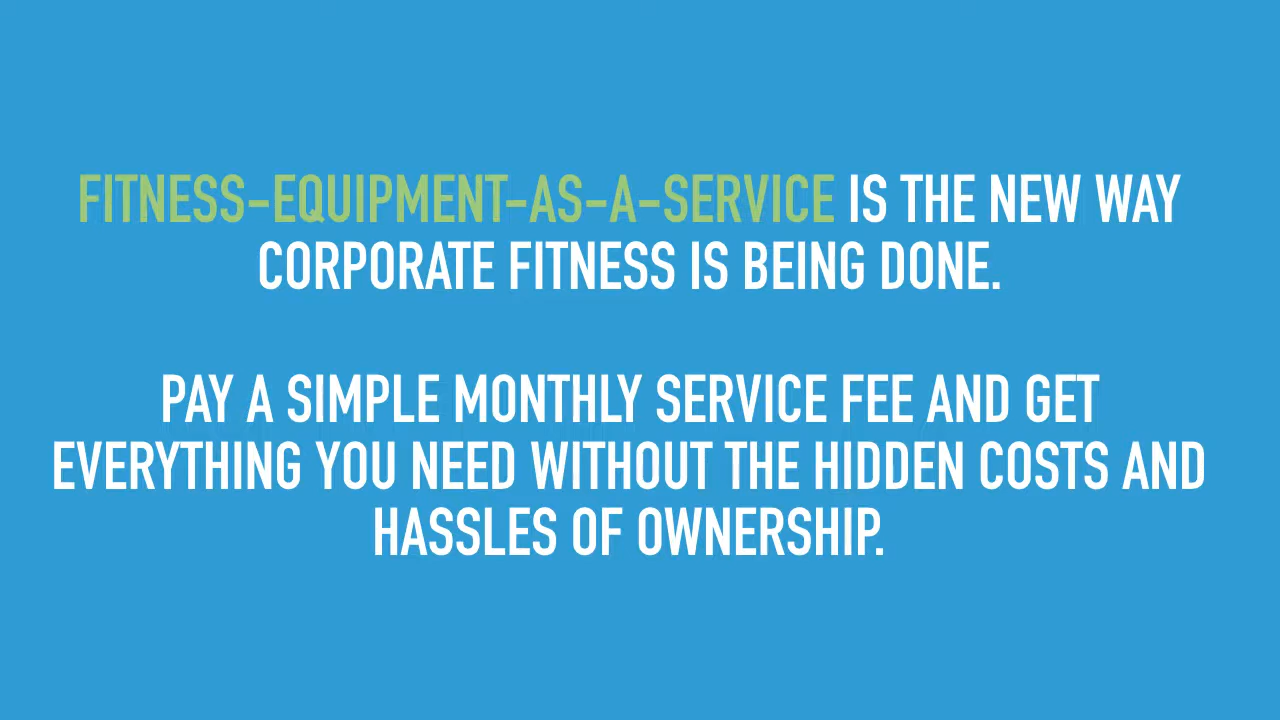 FITNESS-EQUIPMENT-AS-A-SERVICE IS THE NEW WAY
CORPORATE FITNESS IS BEING DONE.
PAY A SIMPLE MONTHLY SERVICE FEE AND GET
EVERYTHING YOU NEED WITHOUT THE HIDDEN COSTS AND
HASSLES OF OWNERSHIP.